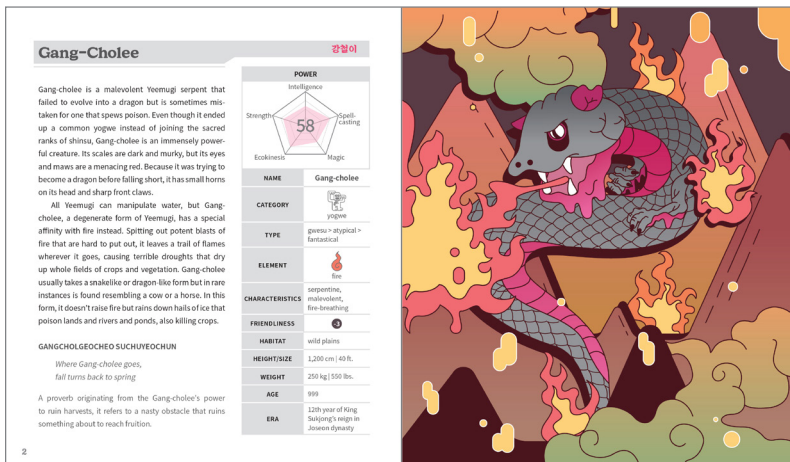 Gang-Cholee
강철이
Gang-cholee is a malevolent Yeemugi serpent that
failed to evolve into a dragon but is sometimes mis-
taken for one that spews poison. Even though it ended
up a common yogwe instead of joining the sacred
ranks of shinsu, Gang-cholee is an immensely power-
ful creature. Its scales are dark and murky, but its eyes
and maws are a menacing red. Because it was trying to
become a dragon before falling short, it has small horns
on its head and sharp front claws.
All Yeemugi can manipulate water, but Gang-
cholee, a degenerate form of Yeemugi, has a special
affinity with fire instead. Spitting out potent blasts of
fire that are hard to put out, it leaves a trail of flames
wherever it goes, causing terrible droughts that dry
up whole fields of crops and vegetation. Gang-cholee
usually takes a snakelike or dragon-like form but in rare
instances is found resembling a cow or a horse. In this
form, it doesn't raise fire but rains down hails of ice that
poison lands and rivers and ponds, also killing crops.
GANGCHOLGEOCHEO SUCHUYEOCHUN
Where Gang-cholee goes,
fall turns back to spring
A proverb originating from the Gang-cholee's power
to ruin harvests, it refers to a nasty obstacle that ruins
something about to reach fruition.
2
POWER
Intelligence
Strength
Spell-
casting
58
Ecokinesis
Magic
NAME Gang-cholee
CATEGORY yogwe
TYPE gwesu > atypical >
fantastical
ELEMENT fire
CHARACTERISTICS serpentine,
malevolent,
fire-breathing
FRIENDLINESS -3
HABITAT wild plains
HEIGHT/SIZE 1,200 cm | 40 ft.
WEIGHT 250 kg | 550 lbs.
AGE 999
ERA 12th year of King
Sukjong's reign in
Joseon dynasty